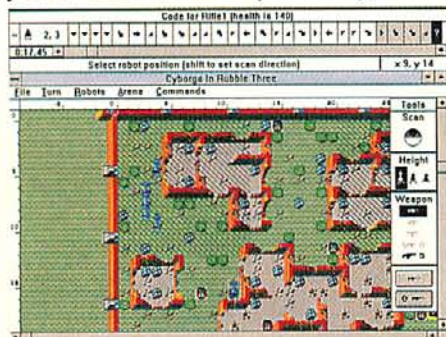 Code for Rifle1 (health is 140)
2, 3
0:17.45
Select robot position (shift to set scan direction)
x 9, y 14
Cyborgs In Rubble Three
File Turn Robots Arena Commands
Tools
Scan
Height
Weapon